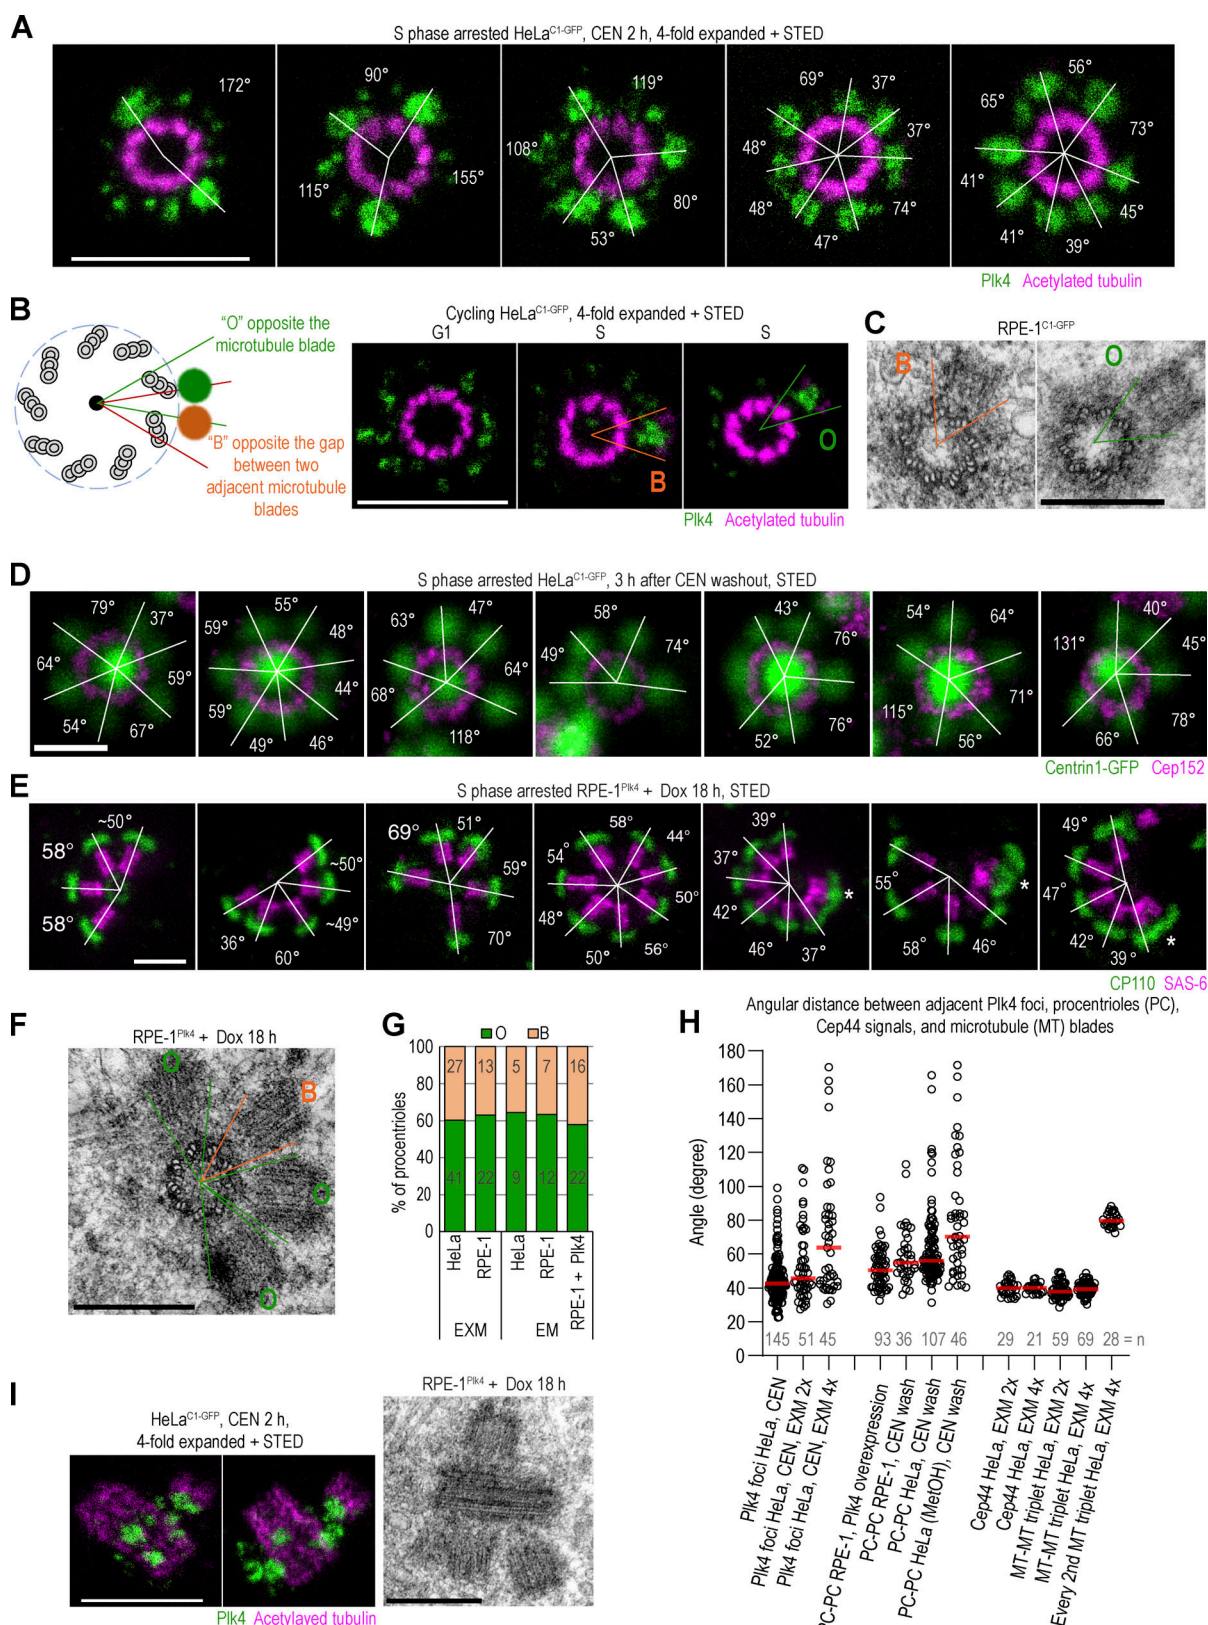 A
S phase arrested HeLa^C1-GFP, CEN 2 h, 4-fold expanded + STED
172°
90°
155°
115°
119°
108°
80°
53°
69°
37°
37°
48°
48°
74°
47°
56°
65°
73°
41°
45°
41°
39°
Plk4 Acetylated tubulin
B
"O" opposite the
microtubule blade
"B" opposite the gap
between two
adjacent microtubule
blades
Cycling HeLa^C1-GFP, 4-fold expanded + STED
G1
S
S
B
O
Plk4 Acetylated tubulin
C
RPE-1^C1-GFP
B
O
D
S phase arrested HeLa^C1-GFP, 3 h after CEN washout, STED
79°
37°
64°
59°
54°
67°
55°
59°
48°
44°
59°
49°
46°
63°
47°
64°
68°
118°
58°
49°
74°
43°
76°
76°
52°
54°
64°
71°
115°
56°
40°
131°
45°
78°
66°
Centrin1-GFP Cep152
E
S phase arrested RPE-1^Plk4 + Dox 18 h, STED
~50°
58°
58°
~50°
~49°
36°
60°
69°
51°
59°
70°
58°
44°
54°
50°
48°
50°
56°
39°
37°
42°
46°
37°
*
55°
58°
46°
*
49°
47°
42°
39°
*
CP110 SAS-6
F
RPE-1^Plk4 + Dox 18 h
O
B
O
O
G
O B
% of procentrioles
100
80
60
40
20
0
27 13 5 7 16
41 22 9 12 22
HeLa
RPE-1
HeLa
RPE-1
RPE-1 + Plk4
EXM
EM
H
Angular distance between adjacent Plk4 foci, procentrioles (PC),
Cep44 signals, and microtubule (MT) blades
Angle (degree)
180
160
140
120
100
80
60
40
20
0
145 51 45 93 36 107 46 29 21 59 69 28 = n
Plk4 foci HeLa, CEN
Plk4 foci HeLa, CEN, EXM 2x
Plk4 foci HeLa, CEN, EXM 4x
PC-PC RPE-1, Plk4 overexpression
PC-PC RPE-1, CEN wash
PC-PC HeLa, CEN wash
PC-PC HeLa (MetOH), CEN wash
Cep44 HeLa, EXM 2x
Cep44 HeLa, EXM 4x
MT-MT triplet HeLa, EXM 2x
MT-MT triplet HeLa, EXM 4x
Every 2nd MT triplet HeLa, EXM 4x
I
HeLa^C1-GFP, CEN 2 h,
4-fold expanded + STED
Plk4 Acetylaved tubulin
RPE-1^Plk4 + Dox 18 h